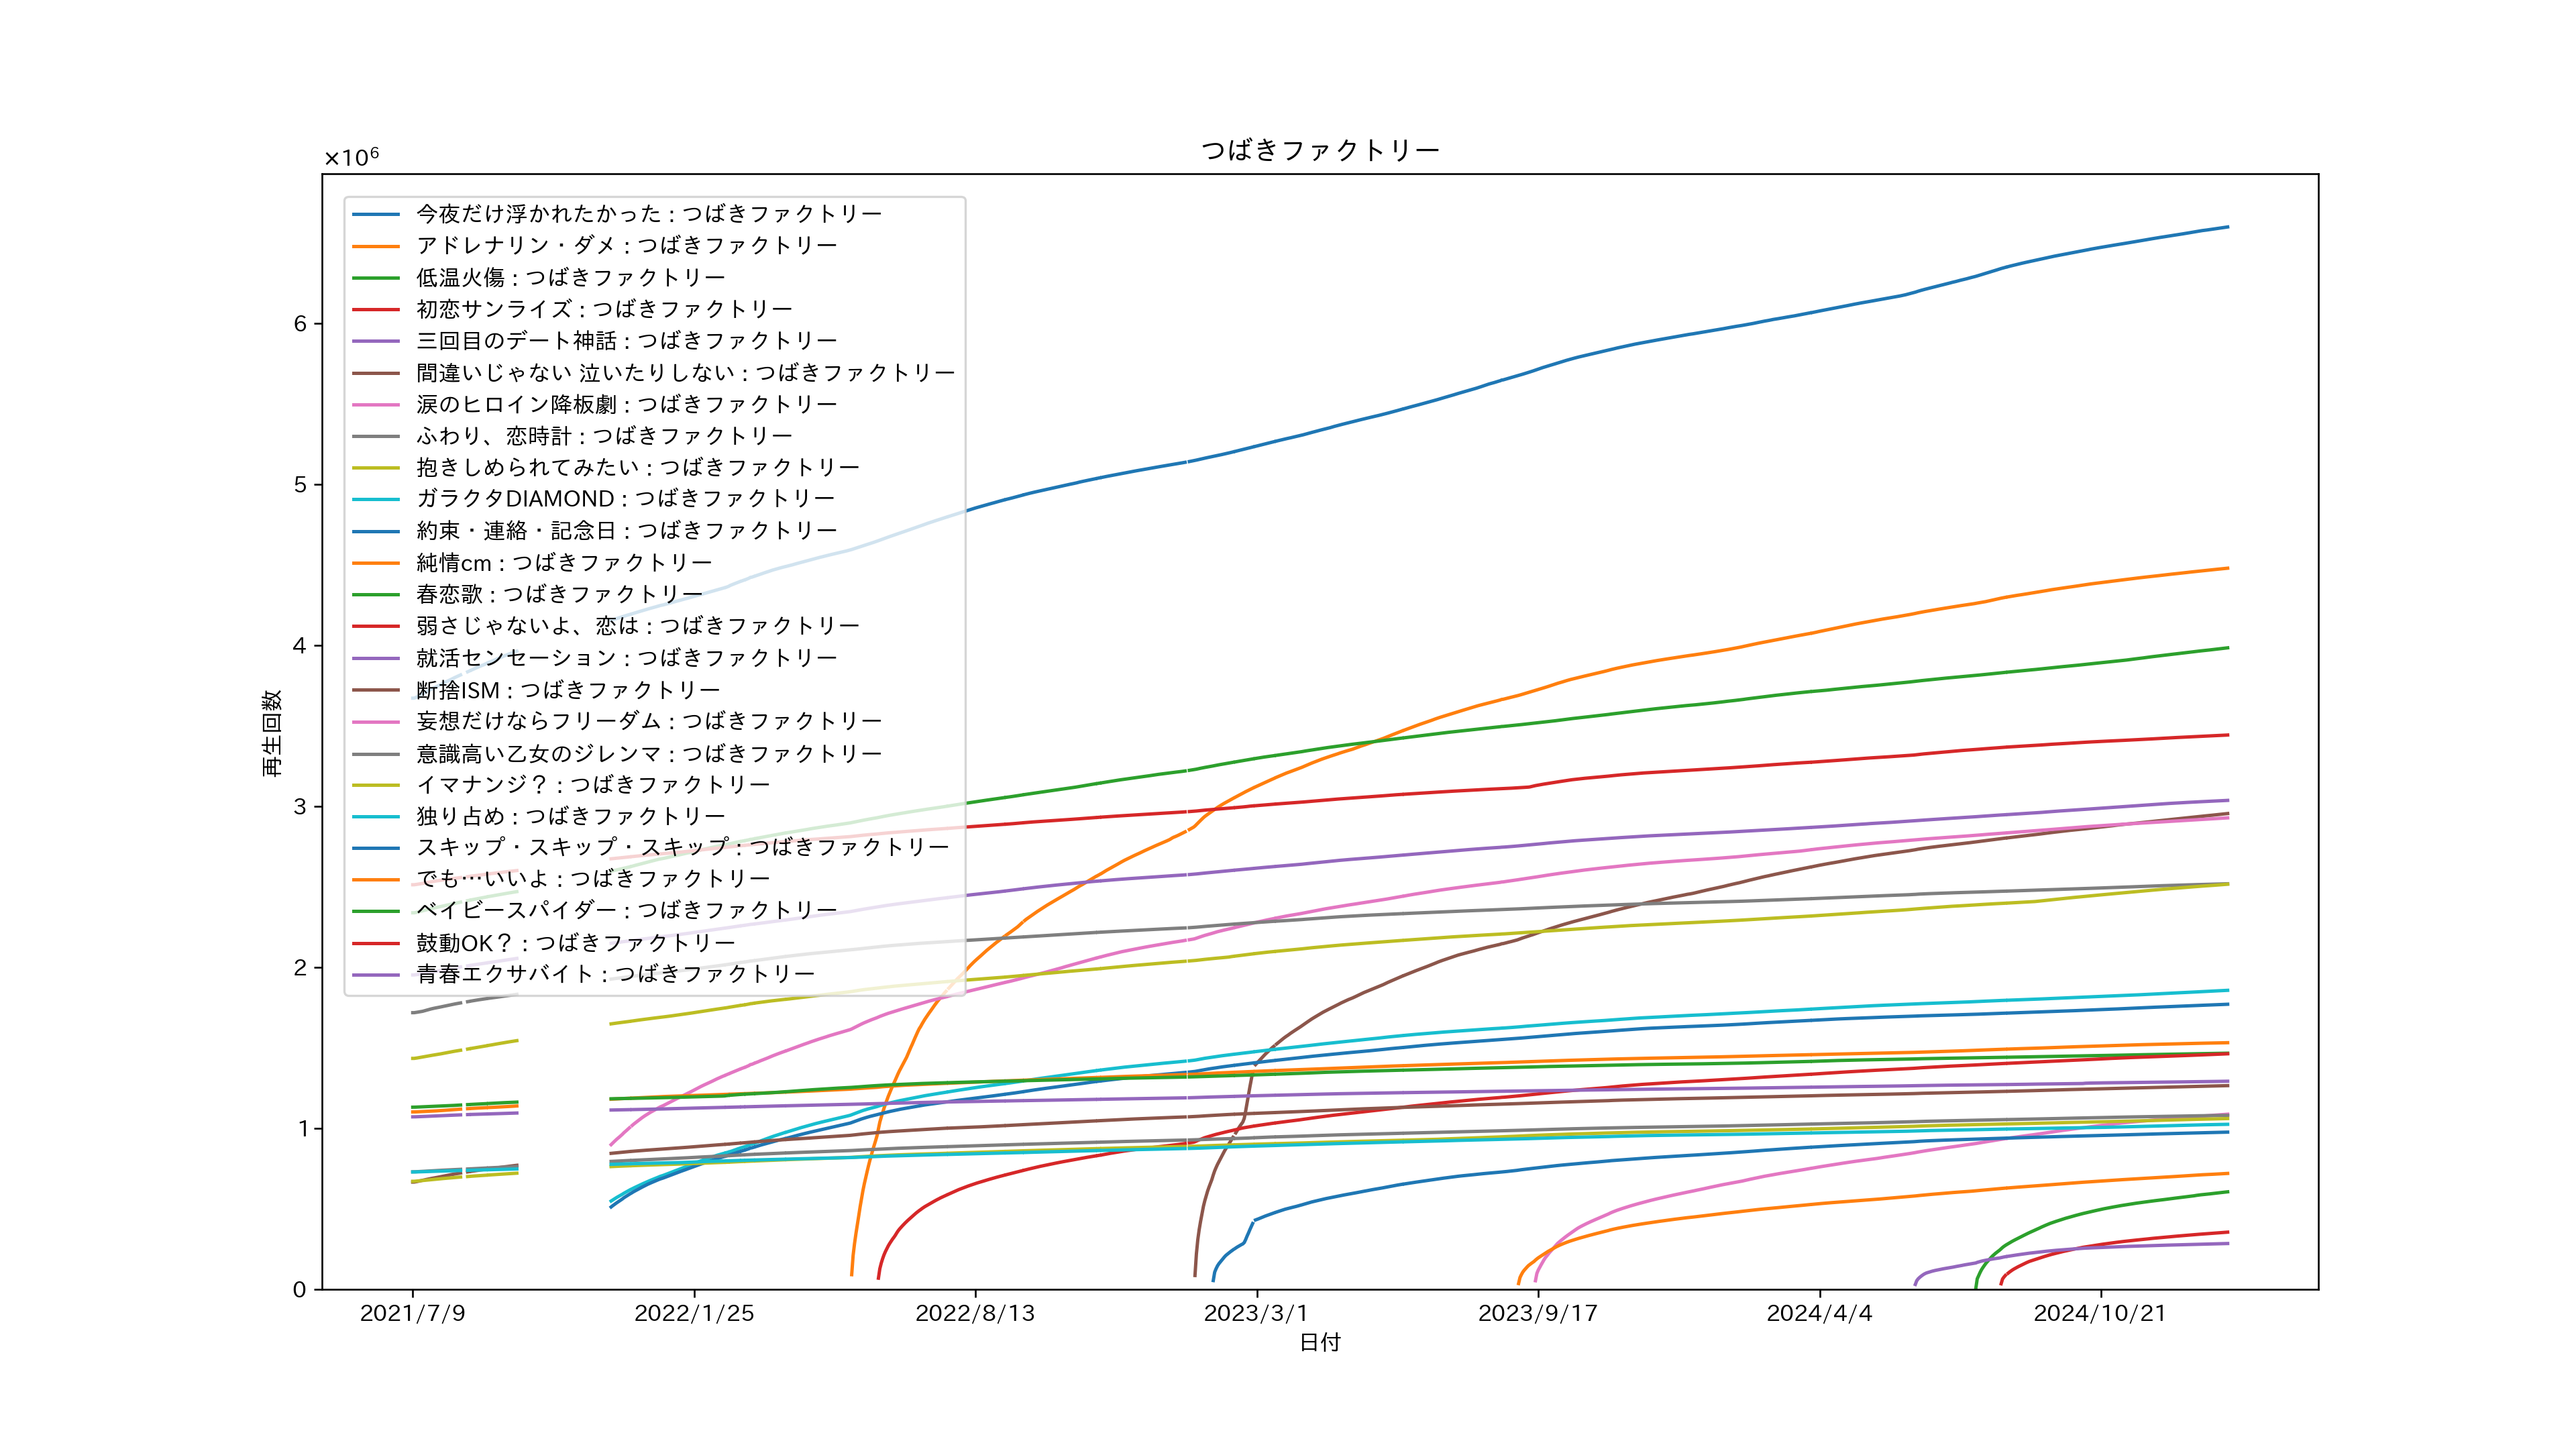 つばきファクトリー
×10⁶
今夜だけ浮かれたかった : つばきファクトリー
アドレナリン・ダメ : つばきファクトリー
低温火傷 : つばきファクトリー
初恋サンライズ : つばきファクトリー
三回目のデート神話 : つばきファクトリー
間違いじゃない 泣いたりしない : つばきファクトリー
涙のヒロイン降板劇 : つばきファクトリー
ふわり、恋時計 : つばきファクトリー
抱きしめられてみたい : つばきファクトリー
ガラクタDIAMOND : つばきファクトリー
約束・連絡・記念日 : つばきファクトリー
純情cm : つばきファクトリー
春恋歌 : つばきファクトリー
弱さじゃないよ、恋は : つばきファクトリー
就活センセーション : つばきファクトリー
断捨ISM : つばきファクトリー
妄想だけならフリーダム : つばきファクトリー
意識高い乙女のジレンマ : つばきファクトリー
イマナンジ？ : つばきファクトリー
独り占め : つばきファクトリー
スキップ・スキップ・スキップ : つばきファクトリー
でも…いいよ : つばきファクトリー
ベイビースパイダー : つばきファクトリー
鼓動OK？ : つばきファクトリー
青春エクサバイト : つばきファクトリー
再生回数
6
5
4
3
2
1
0
2021/7/9
2022/1/25
2022/8/13
2023/3/1
2023/9/17
2024/4/4
2024/10/21
日付